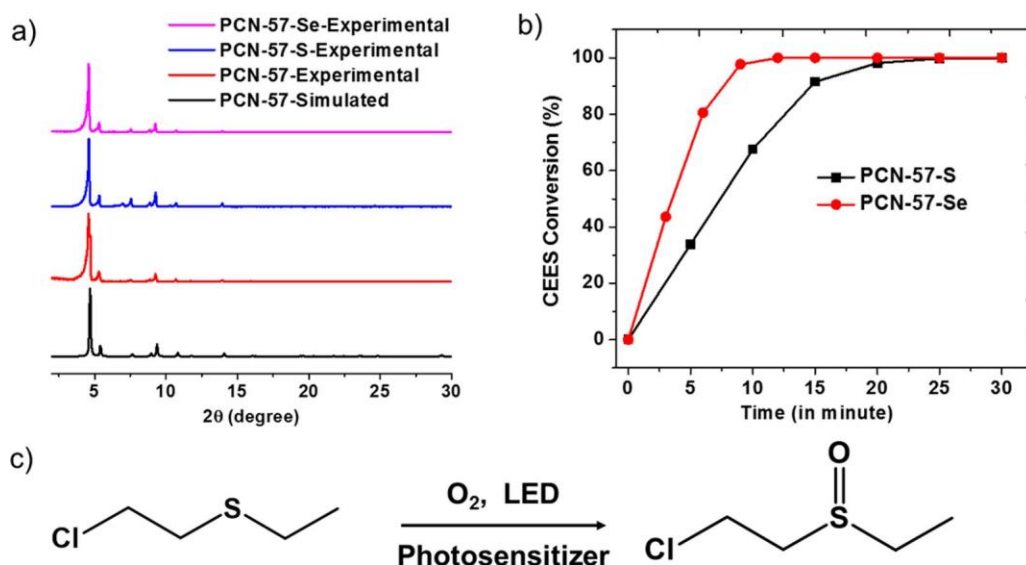 a)
PCN-57-Se-Experimental
PCN-57-S-Experimental
PCN-57-Experimental
PCN-57-Simulated
5 10 15 20 25 30
2θ (degree)
b)
CEES Conversion (%)
100
80
60
40
20
0
PCN-57-S
PCN-57-Se
0 5 10 15 20 25 30
Time (in minute)
c)
Cl S
O₂, LED
Photosensitizer
O
Cl S